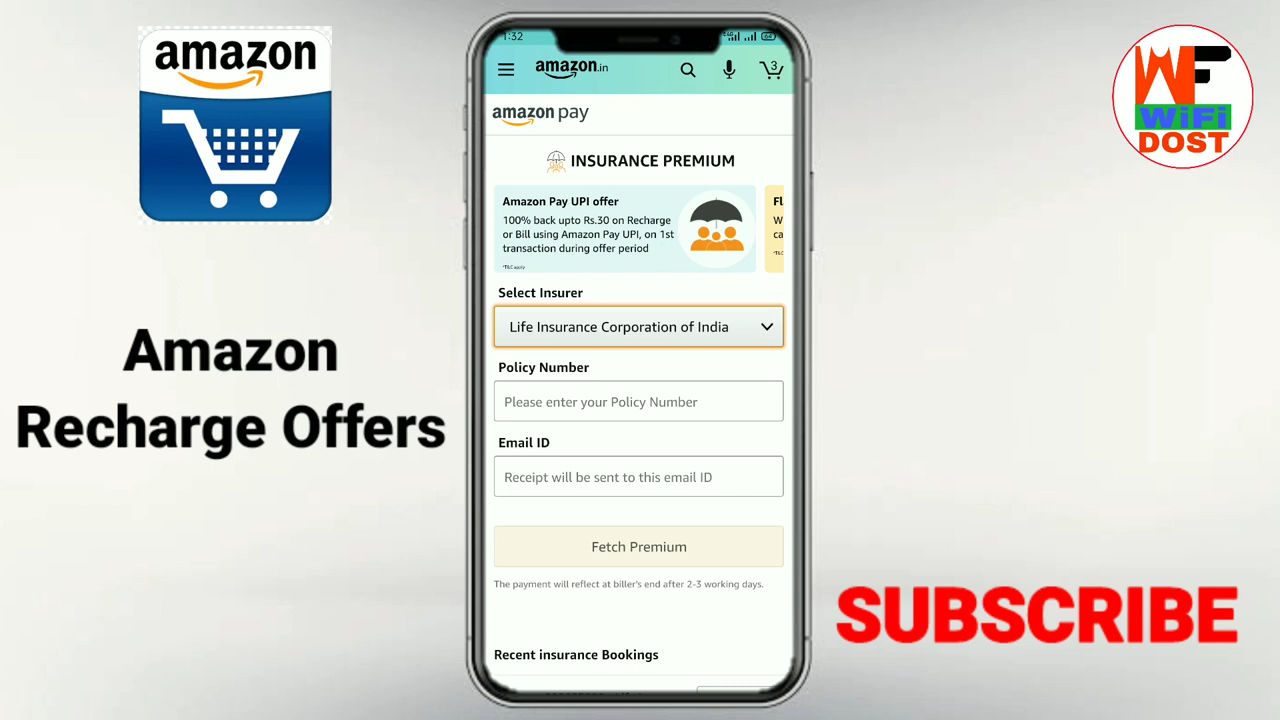 amazon
Amazon
Recharge Offers
1:32
amazon.in
3
amazon pay
INSURANCE PREMIUM
Amazon Pay UPI offer
100% back upto Rs.30 on Recharge
or Bill using Amazon Pay UPI, on 1st
transaction during offer period
*T&C apply
Fl
W
ca
*T&C
Select Insurer
Life Insurance Corporation of India
Policy Number
Please enter your Policy Number
Email ID
Receipt will be sent to this email ID
Fetch Premium
The payment will reflect at biller's end after 2-3 working days.
Recent insurance Bookings
WF
WiFi
DOST
SUBSCRIBE